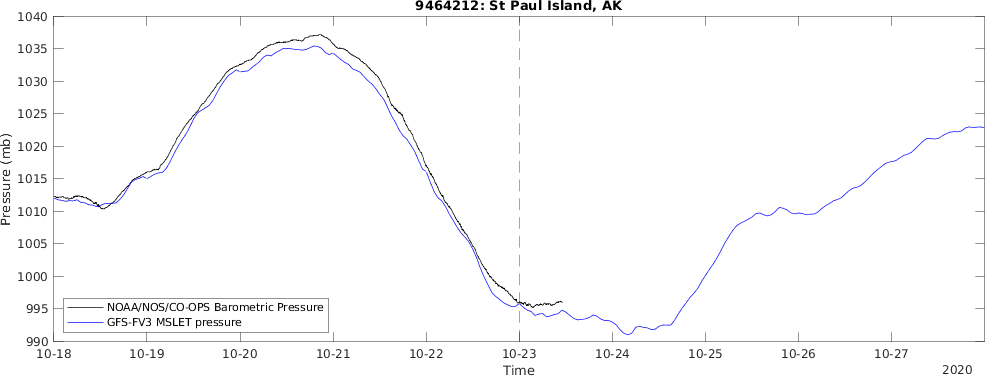 9464212: St Paul Island, AK
Pressure (mb)
1040
1035
1030
1025
1020
1015
1010
1005
1000
995
990
NOAA/NOS/CO-OPS Barometric Pressure
GFS-FV3 MSLET pressure
10-18 10-19 10-20 10-21 10-22 10-23 10-24 10-25 10-26 10-27
Time
2020